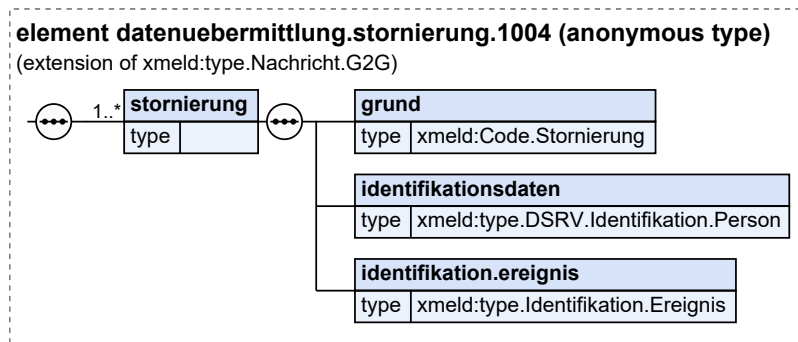 element datenuebermittlung.stornierung.1004 (anonymous type)
(extension of xmeld:type.Nachricht.G2G)
1..*
stornierung
type
grund
type xmeld:Code.Stornierung
identifikationsdaten
type xmeld:type.DSRV.Identifikation.Person
identifikation.ereignis
type xmeld:type.Identifikation.Ereignis